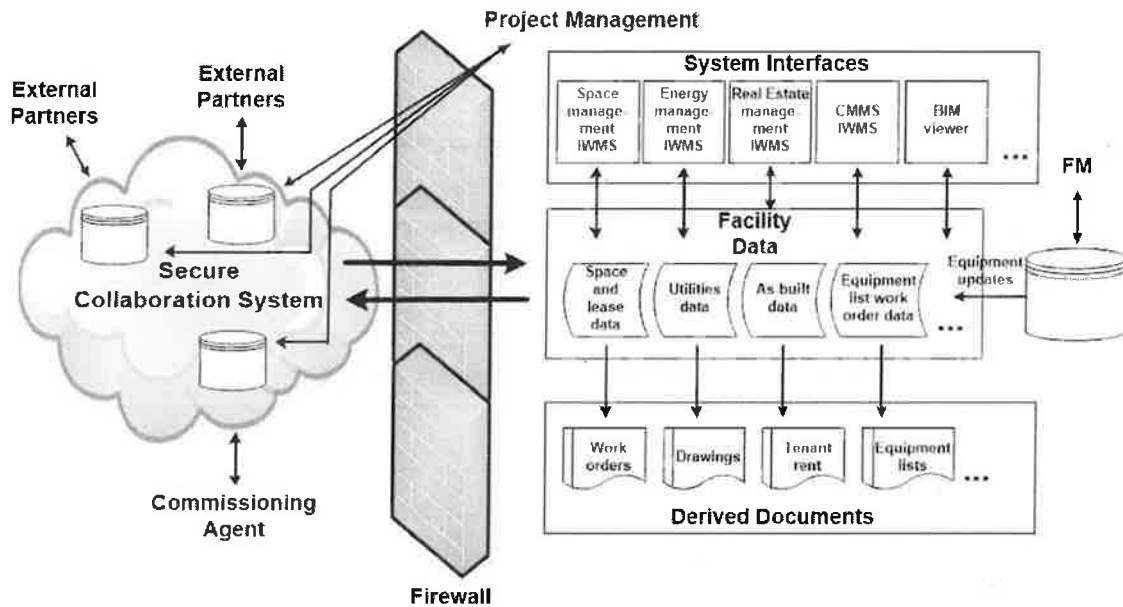 Project Management
External
Partners
External
Partners
Secure
Collaboration System
Commissioning
Agent
Firewall
System Interfaces
Space
manage-
ment
IWMS
Energy
manage-
ment
IWMS
Real Estate
manage-
ment
IWMS
CMMS
IWMS
BIM
viewer
...
FM
Facility
Data
Space
and
lease
data
Utilities
data
As-built
data
Equipment
list work
order data
...
Equipment
updates
Work
orders
Drawings
Tenant
rent
Equipment
lists
...
Derived Documents